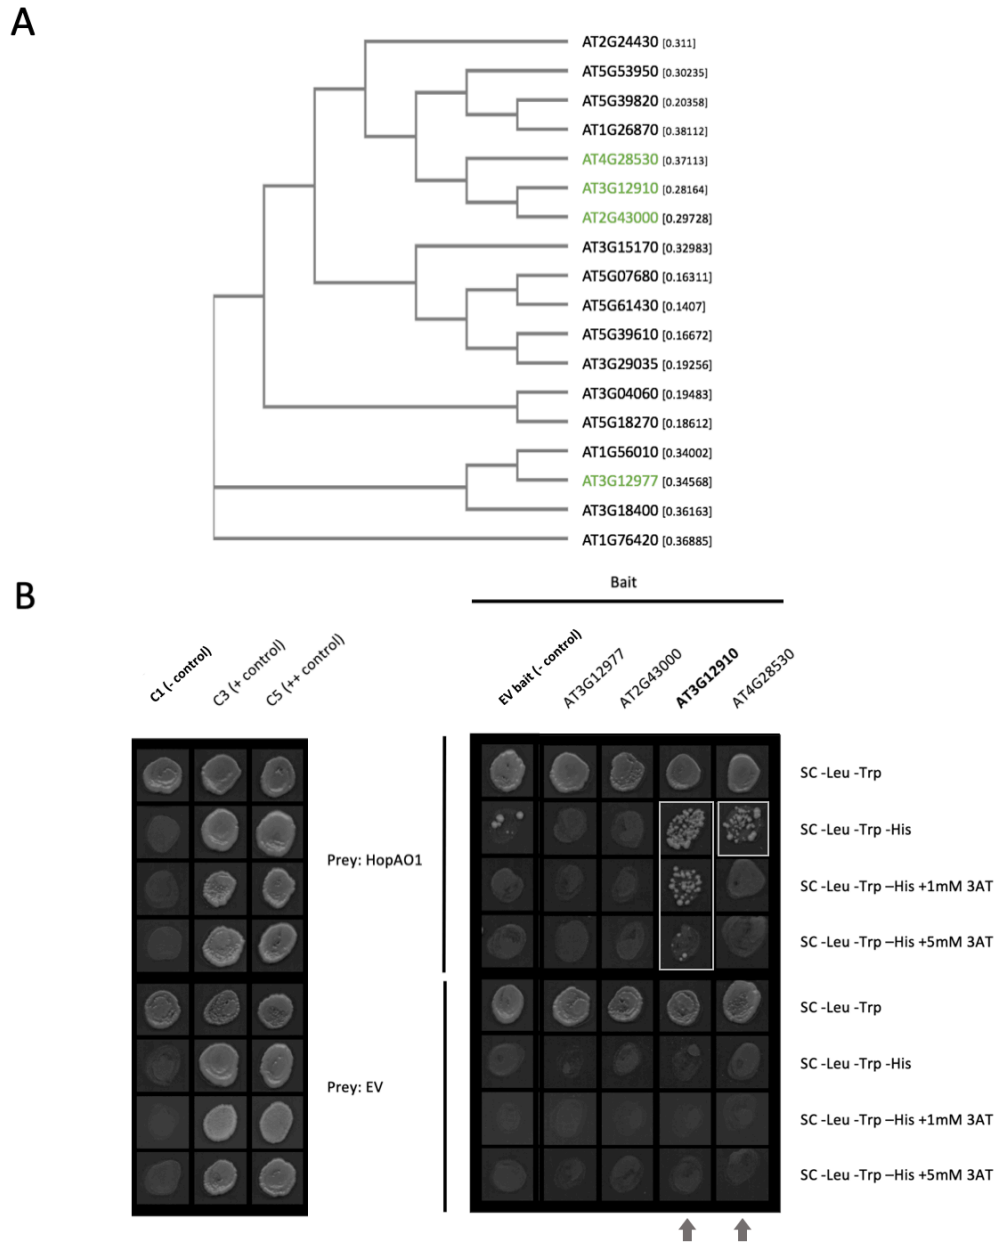 A
AT2G24430 [0.311]
AT5G53950 [0.30235]
AT5G39820 [0.20358]
AT1G26870 [0.38112]
AT4G28530 [0.37113]
AT3G12910 [0.28164]
AT2G43000 [0.29728]
AT3G15170 [0.32983]
AT5G07680 [0.16311]
AT5G61430 [0.1407]
AT5G39610 [0.16672]
AT3G29035 [0.19256]
AT3G04060 [0.19483]
AT5G18270 [0.18612]
AT1G56010 [0.34002]
AT3G12977 [0.34568]
AT3G18400 [0.36163]
AT1G76420 [0.36885]
B
Bait
C1 (- control)
C3 (+ control)
C5 (++ control)
EV bait (- control)
AT3G12977
AT2G43000
AT3G12910
AT4G28530
SC -Leu -Trp
SC -Leu -Trp -His
Prey: HopAO1
SC -Leu -Trp –His +1mM 3AT
SC -Leu -Trp –His +5mM 3AT
SC -Leu -Trp
SC -Leu -Trp -His
Prey: EV
SC -Leu -Trp –His +1mM 3AT
SC -Leu -Trp –His +5mM 3AT